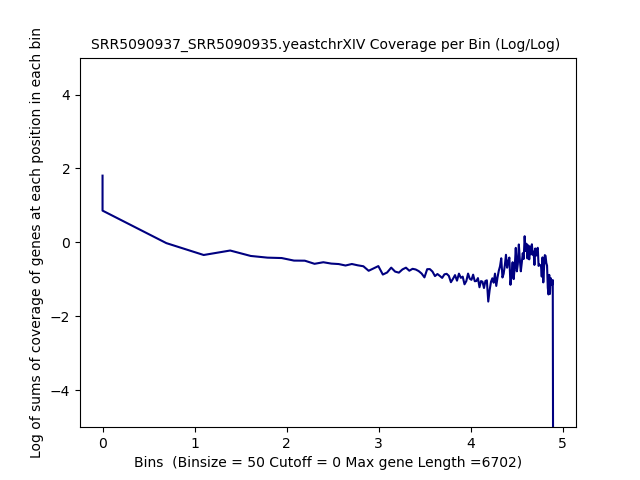 SRR5090937_SRR5090935.yeastchrXIV Coverage per Bin (Log/Log)
Log of sums of coverage of genes at each position in each bin
4
2
0
−2
−4
0 1 2 3 4 5
Bins  (Binsize = 50 Cutoff = 0 Max gene Length =6702)